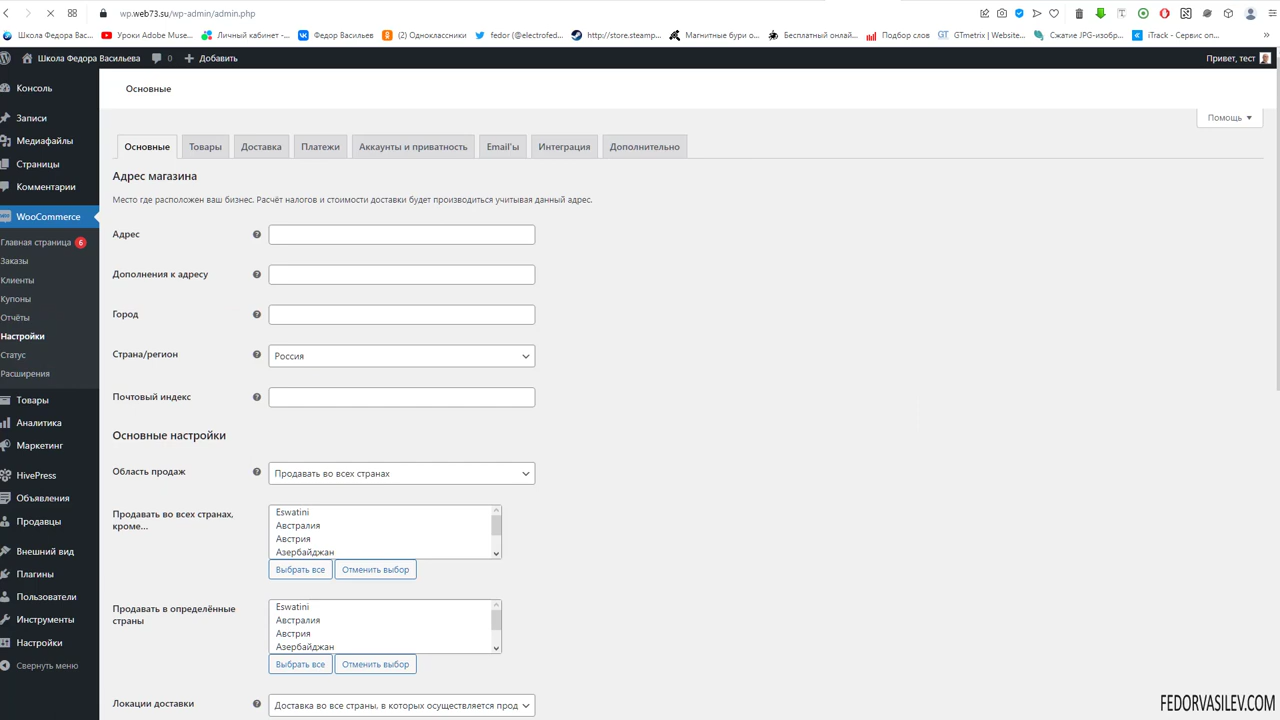 wp.web73.su/wp-admin/admin.php
Школа Федора Вас...
Уроки Adobe Muse...
Личный кабинет -...
Федор Васильев
(2) Одноклассники
fedor (@electrofed...
http://store.steamp...
Магнитные бури о...
Бесплатный онлай...
Подбор слов
GTmetrix | Website...
Сжатие JPG-изобр...
iTrack - Сервис оп...
Школа Федора Васильева
0
Добавить
Привет, тест
Консоль
Записи
Медиафайлы
Страницы
Комментарии
WooCommerce
Главная страница 6
Заказы
Клиенты
Купоны
Отчёты
Настройки
Статус
Расширения
Товары
Аналитика
Маркетинг
HivePress
Объявления
Продавцы
Внешний вид
Плагины
Пользователи
Инструменты
Настройки
Свернуть меню
Основные
Помощь
Основные
Товары
Доставка
Платежи
Аккаунты и приватность
Email'ы
Интеграция
Дополнительно
Адрес магазина
Место где расположен ваш бизнес. Расчёт налогов и стоимости доставки будет производиться учитывая данный адрес.
Адрес
Дополнения к адресу
Город
Страна/регион
Россия
Почтовый индекс
Основные настройки
Область продаж
Продавать во всех странах
Продавать во всех странах,
кроме...
Eswatini
Австралия
Австрия
Азербайджан
Выбрать все
Отменить выбор
Продавать в определённые
страны
Eswatini
Австралия
Австрия
Азербайджан
Выбрать все
Отменить выбор
Локации доставки
Доставка во все страны, в которых осуществляется прод
FEDORVASILEV.COM